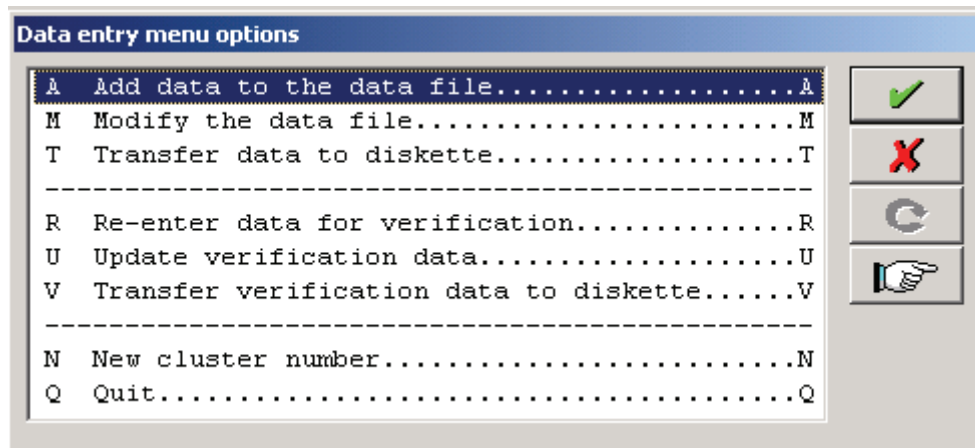 Data entry menu options
A Add data to the data file...................A
M Modify the data file........................M
T Transfer data to diskette...................T
------------------------------------------------
R Re-enter data for verification..............R
U Update verification data....................U
V Transfer verification data to diskette......V
------------------------------------------------
N New cluster number..........................N
Q Quit........................................Q